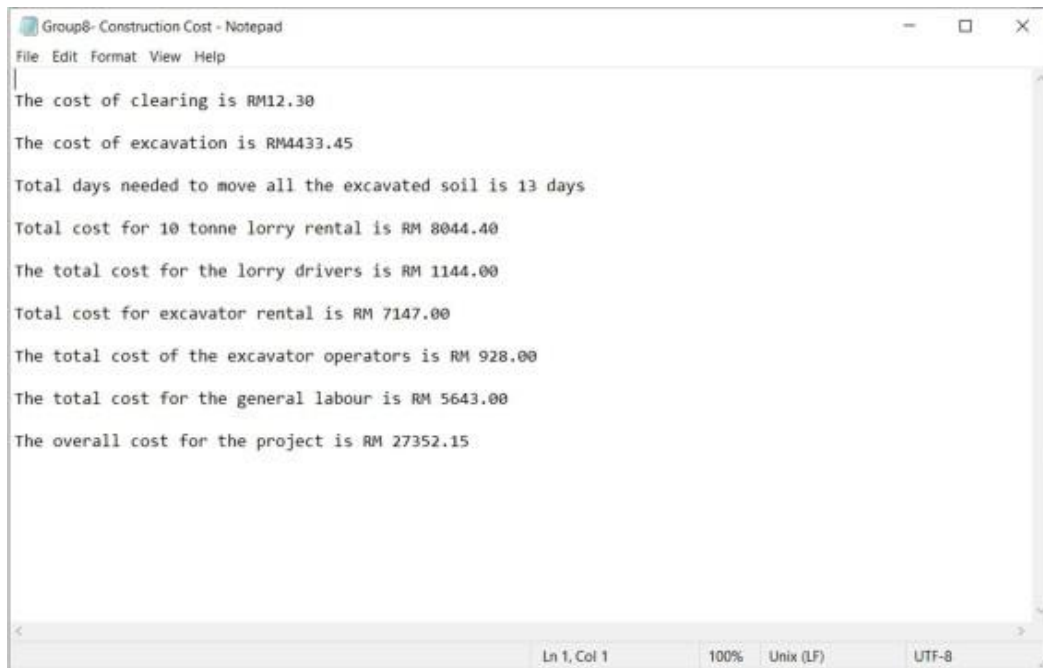 Group8- Construction Cost - Notepad
File Edit Format View Help
The cost of clearing is RM12.30
The cost of excavation is RM4433.45
Total days needed to move all the excavated soil is 13 days
Total cost for 10 tonne lorry rental is RM 8044.40
The total cost for the lorry drivers is RM 1144.00
Total cost for excavator rental is RM 7147.00
The total cost of the excavator operators is RM 928.00
The total cost for the general labour is RM 5643.00
The overall cost for the project is RM 27352.15
Ln 1, Col 1 100% Unix (LF) UTF-8